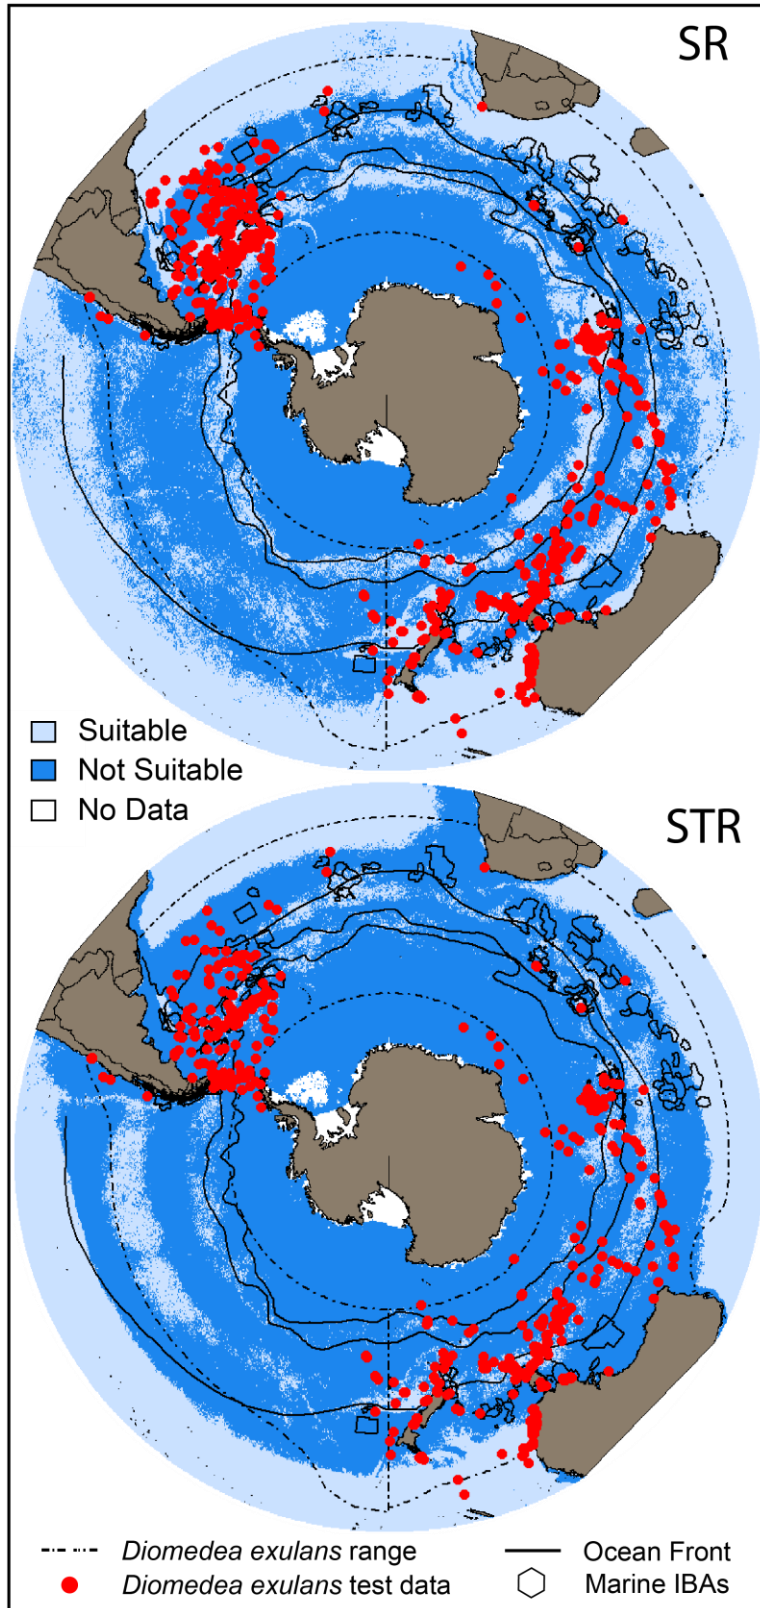 SR
Suitable
Not Suitable
No Data
STR
Diomedea exulans range
Ocean Front
Diomedea exulans test data
Marine IBAs